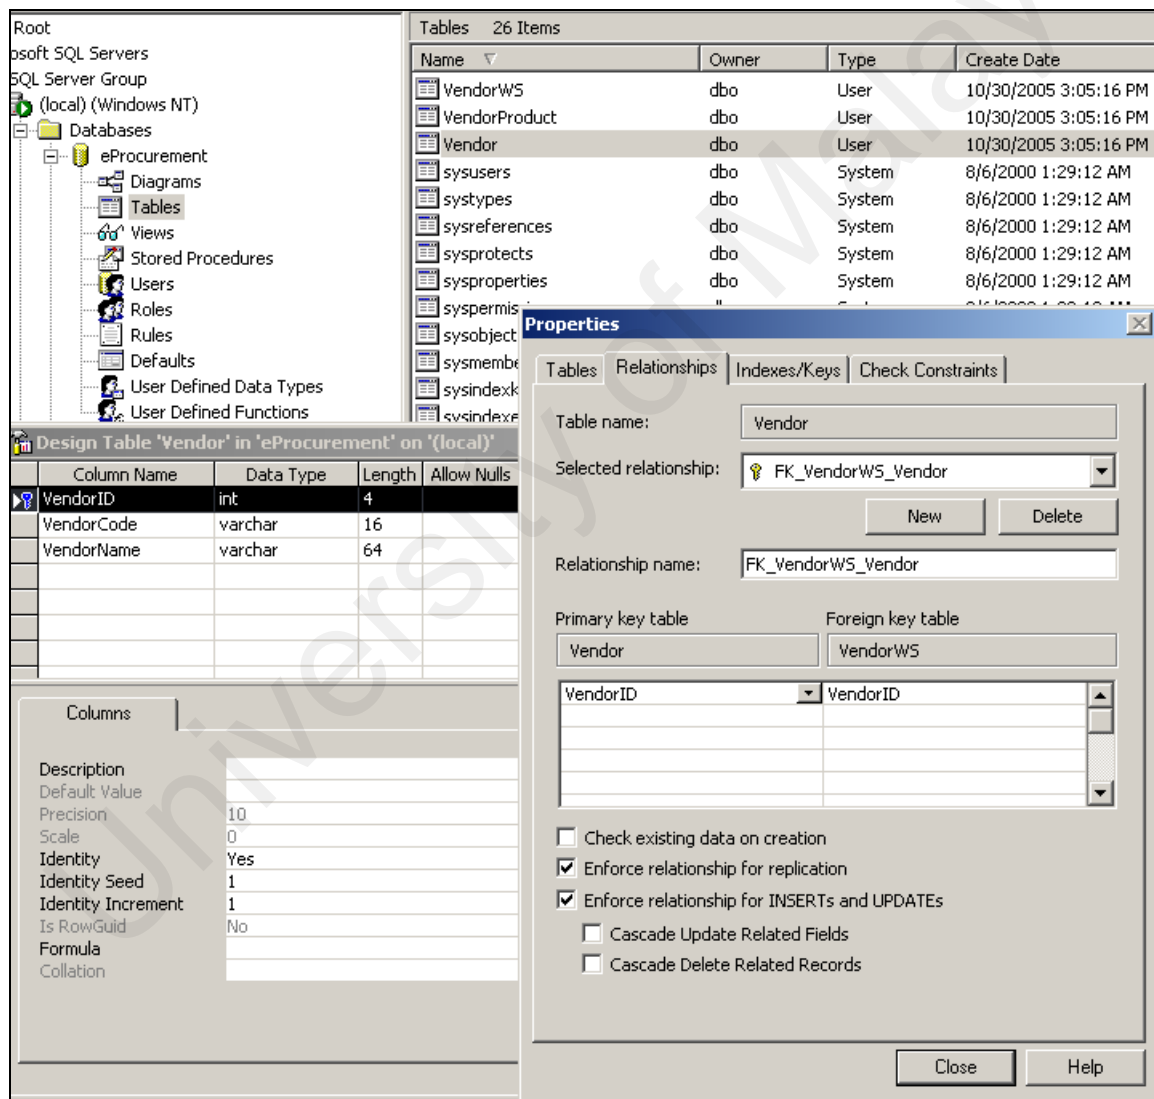 Root
osoft SQL Servers
SQL Server Group
(local) (Windows NT)
Databases
eProcurement
Diagrams
Tables
Views
Stored Procedures
Users
Roles
Rules
Defaults
User Defined Data Types
User Defined Functions
Tables 26 Items
Name Owner Type Create Date
VendorWS dbo User 10/30/2005 3:05:16 PM
VendorProduct dbo User 10/30/2005 3:05:16 PM
Vendor dbo User 10/30/2005 3:05:16 PM
sysusers dbo System 8/6/2000 1:29:12 AM
systypes dbo System 8/6/2000 1:29:12 AM
sysreferences dbo System 8/6/2000 1:29:12 AM
sysprotects dbo System 8/6/2000 1:29:12 AM
sysproperties dbo System 8/6/2000 1:29:12 AM
syspermis
sysobject
sysmembe
sysindexk
sysindexe
Design Table 'Vendor' in 'eProcurement' on '(local)'
Column Name Data Type Length Allow Nulls
VendorID int 4
VendorCode varchar 16
VendorName varchar 64
Columns
Description
Default Value
Precision 10
Scale 0
Identity Yes
Identity Seed 1
Identity Increment 1
Is RowGuid No
Formula
Collation
Properties
Tables Relationships Indexes/Keys Check Constraints
Table name: Vendor
Selected relationship: FK_VendorWS_Vendor
New Delete
Relationship name: FK_VendorWS_Vendor
Primary key table Foreign key table
Vendor VendorWS
VendorID VendorID
Check existing data on creation
Enforce relationship for replication
Enforce relationship for INSERTs and UPDATEs
Cascade Update Related Fields
Cascade Delete Related Records
Close Help
University of Malay